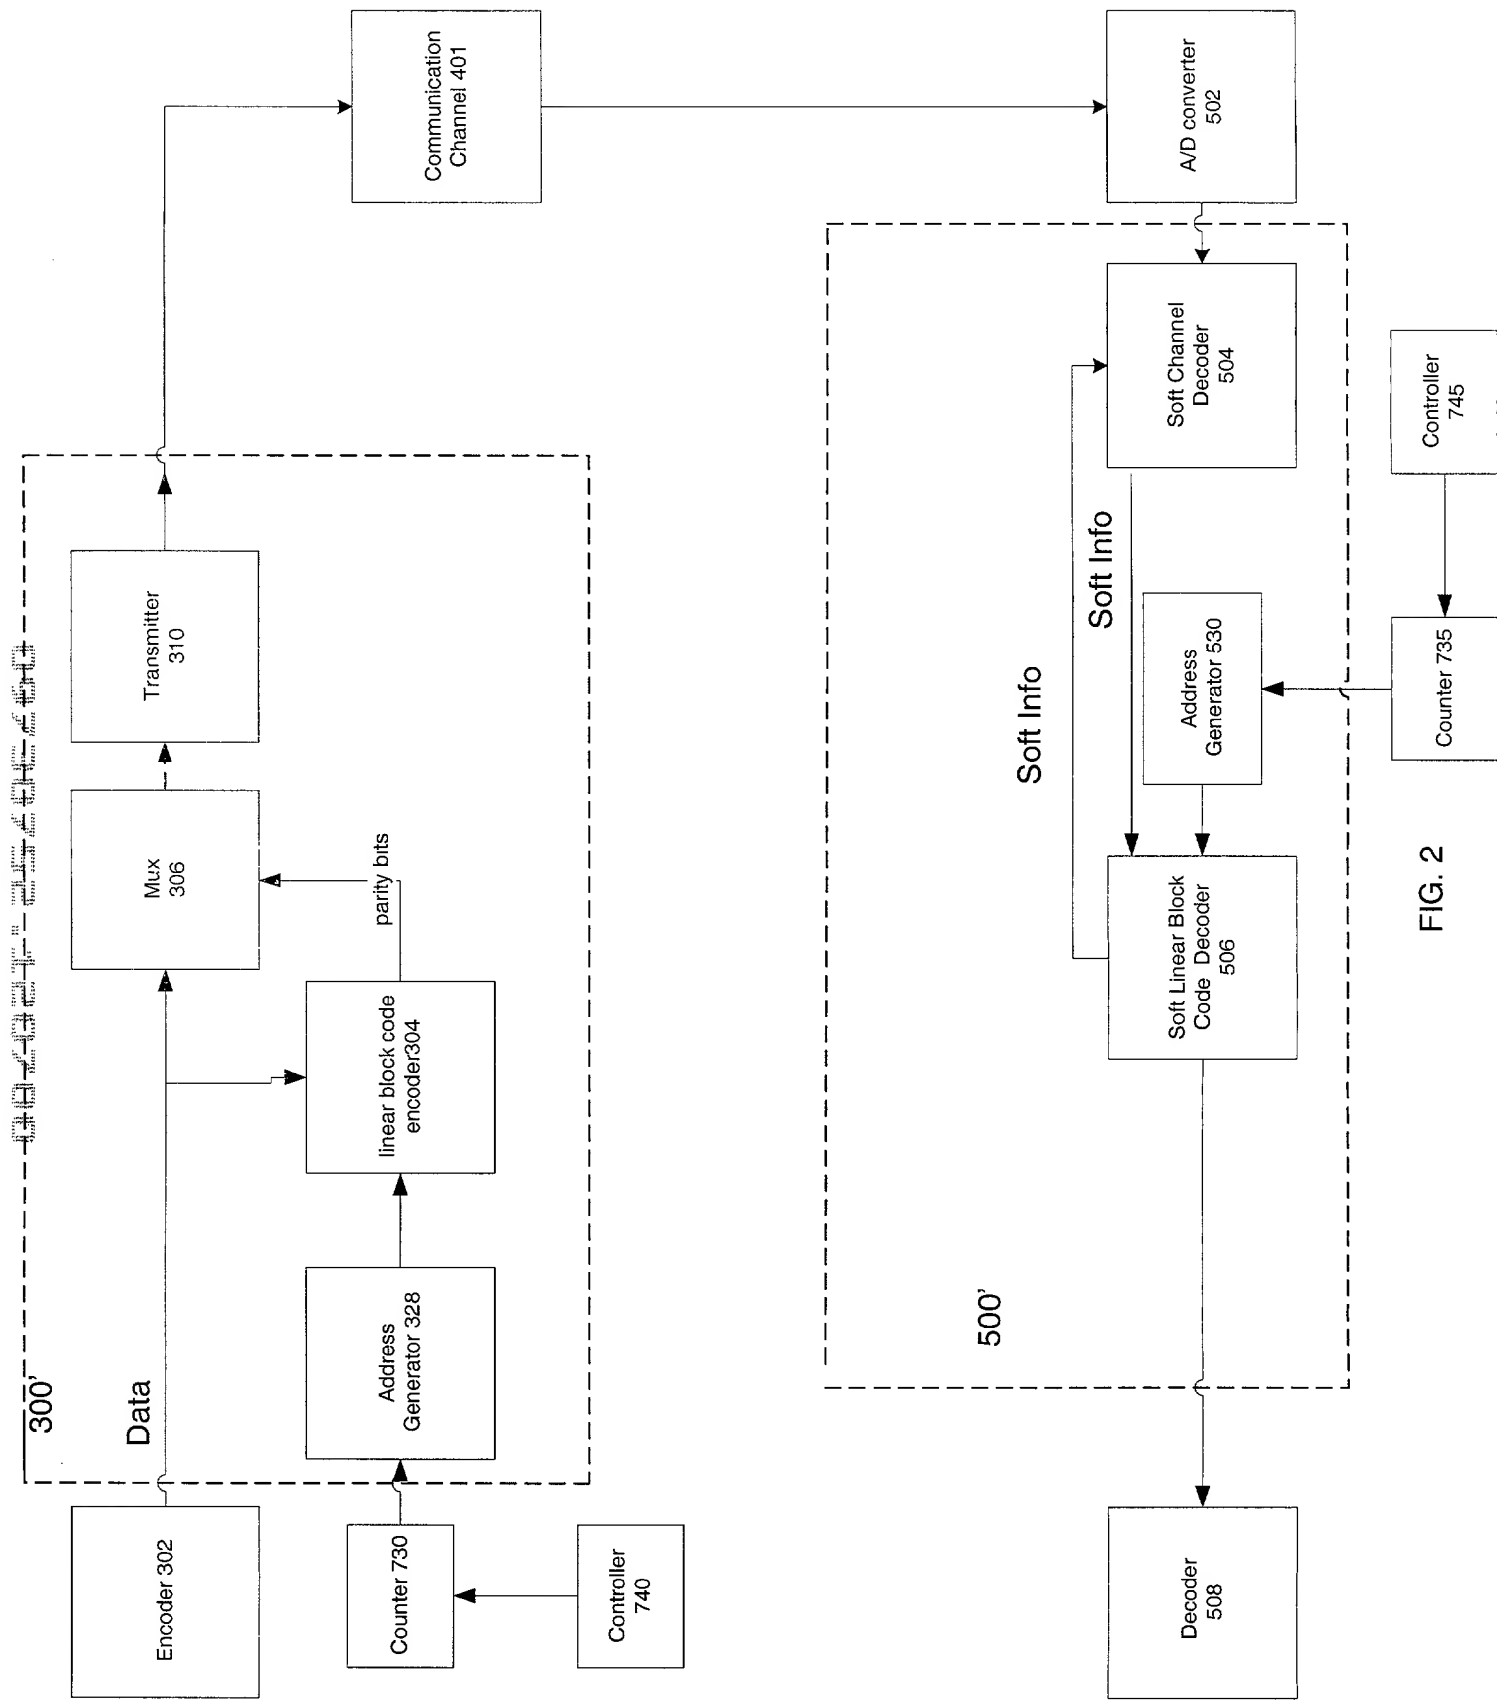 300'
Data
Encoder 302
Mux
306
Transmitter
310
Communication
Channel 401
Counter 730
Address
Generator 328
linear block code
encoder304
parity bits
Controller
740
500'
Soft Info
Soft Info
Decoder
508
Soft Linear Block
Code Decoder
506
Address
Generator 530
Soft Channel
Decoder
504
A/D converter
502
Counter 735
Controller
745
FIG. 2